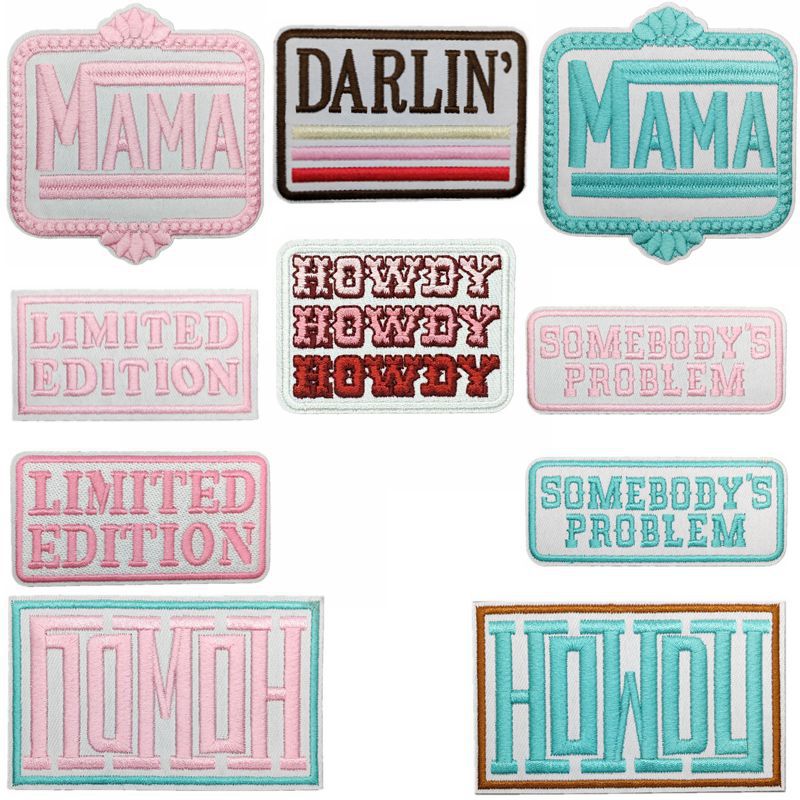 MAMA
DARLIN'
MAMA
LIMITED
EDITION
HOWDY
HOWDY
HOWDY
SOMEBODY'S
PROBLEM
LIMITED
EDITION
SOMEBODY'S
PROBLEM
HOWDY
HOWDY